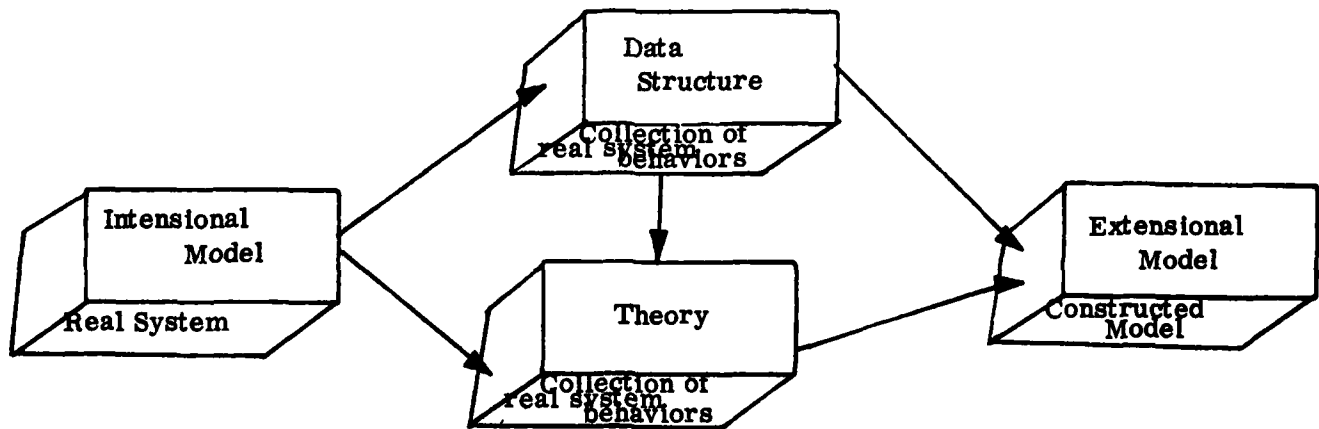 Data
Structure
Collection of
real system
behaviors
Intensional
Model
Real System
Theory
Collection of
real system
behaviors
Extensional
Model
Constructed
Model